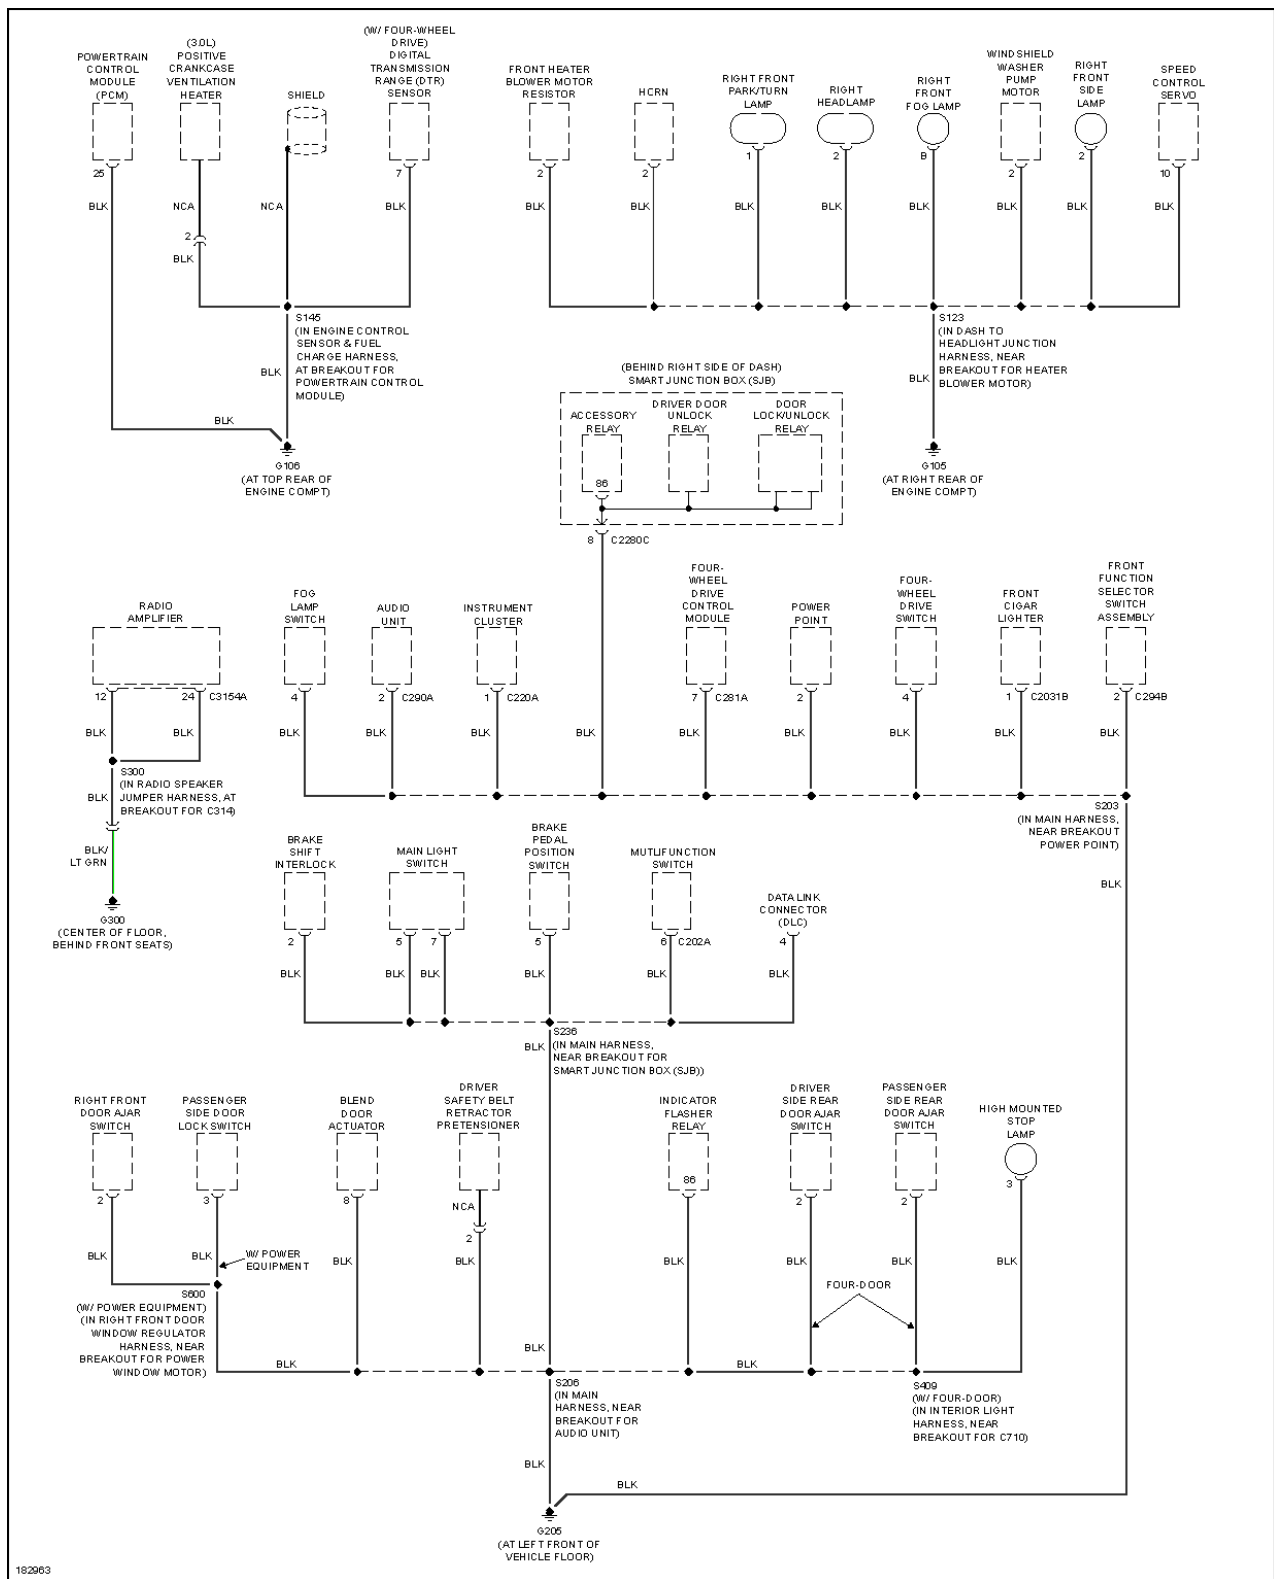 POWERTRAIN
CONTROL
MODULE
(PCM)
(3.0L)
POSITIVE
CRANKCASE
VENTILATION
HEATER
SHIELD
(W/ FOUR-WHEEL
DRIVE)
DIGITAL
TRANSMISSION
RANGE (DTR)
SENSOR
FRONT HEATER
BLOWER MOTOR
RESISTOR
HORN
RIGHT FRONT
PARK/TURN
LAMP
RIGHT
HEADLAMP
RIGHT
FRONT
FOG LAMP
WINDSHIELD
WASHER
PUMP
MOTOR
RIGHT
FRONT
SIDE
LAMP
SPEED
CONTROL
SERVO
25
7
2
2
1
2
B
2
2
10
BLK
NCA
NCA
BLK
BLK
BLK
BLK
BLK
BLK
BLK
BLK
BLK
2
BLK
S145
(IN ENGINE CONTROL
SENSOR & FUEL
CHARGE HARNESS,
AT BREAKOUT FOR
POWERTRAIN CONTROL
MODULE)
BLK
BLK
G106
(AT TOP REAR OF
ENGINE COMPT)
S123
(IN DASH TO
HEADLIGHT JUNCTION
HARNESS, NEAR
BREAKOUT FOR HEATER
BLOWER MOTOR)
BLK
G105
(AT RIGHT REAR OF
ENGINE COMPT)
(BEHIND RIGHT SIDE OF DASH)
SMART JUNCTION BOX (SJB)
ACCESSORY
RELAY
DRIVER DOOR
UNLOCK
RELAY
DOOR
LOCK/UNLOCK
RELAY
86
8 C2280C
RADIO
AMPLIFIER
FOG
LAMP
SWITCH
AUDIO
UNIT
INSTRUMENT
CLUSTER
FOUR-
WHEEL
DRIVE
CONTROL
MODULE
POWER
POINT
FOUR-
WHEEL
DRIVE
SWITCH
FRONT
CIGAR
LIGHTER
FRONT
FUNCTION
SELECTOR
SWITCH
ASSEMBLY
12
24 C3154A
4
2 C290A
1 C220A
7 C281A
2
4
1 C2031B
2 C294B
BLK
BLK
BLK
BLK
BLK
BLK
BLK
BLK
BLK
BLK
BLK
S300
(IN RADIO SPEAKER
JUMPER HARNESS, AT
BREAKOUT FOR C314)
BLK
BLK/
LT GRN
G300
(CENTER OF FLOOR,
BEHIND FRONT SEATS)
S203
(IN MAIN HARNESS,
NEAR BREAKOUT
POWER POINT)
BLK
BRAKE
SHIFT
INTERLOCK
MAIN LIGHT
SWITCH
BRAKE
PEDAL
POSITION
SWITCH
MUTLIFUNCTION
SWITCH
DATA LINK
CONNECTOR
(DLC)
2
5
7
5
6 C202A
4
BLK
BLK
BLK
BLK
BLK
BLK
S236
(IN MAIN HARNESS,
NEAR BREAKOUT FOR
SMART JUNCTION BOX (SJB))
BLK
RIGHT FRONT
DOOR AJAR
SWITCH
PASSENGER
SIDE DOOR
LOCK SWITCH
BLEND
DOOR
ACTUATOR
DRIVER
SAFETY BELT
RETRACTOR
PRETENSIONER
INDICATOR
FLASHER
RELAY
DRIVER
SIDE REAR
DOOR AJAR
SWITCH
PASSENGER
SIDE REAR
DOOR AJAR
SWITCH
HIGH MOUNTED
STOP
LAMP
2
3
8
NCA
2
86
2
2
3
BLK
BLK
W/ POWER
EQUIPMENT
BLK
BLK
BLK
BLK
BLK
BLK
FOUR-DOOR
S600
(W/ POWER EQUIPMENT)
(IN RIGHT FRONT DOOR
WINDOW REGULATOR
HARNESS, NEAR
BREAKOUT FOR POWER
WINDOW MOTOR)
BLK
BLK
BLK
S206
(IN MAIN
HARNESS, NEAR
BREAKOUT FOR
AUDIO UNIT)
S409
(W/ FOUR-DOOR)
(IN INTERIOR LIGHT
HARNESS, NEAR
BREAKOUT FOR C710)
BLK
BLK
G205
(AT LEFT FRONT OF
VEHICLE FLOOR)
182963